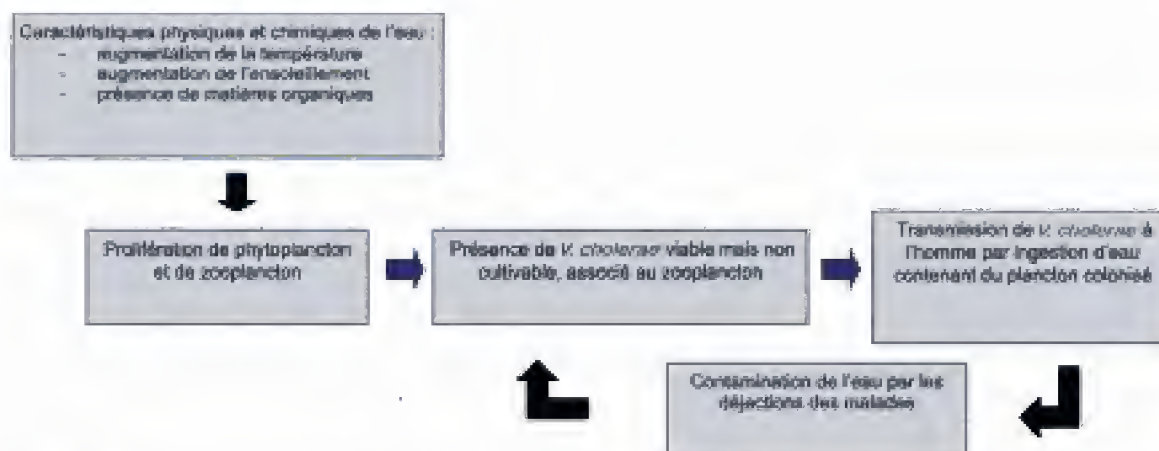 Caractéristiques physiques et chimiques de l'eau :
- augmentation de la température
- augmentation de l'ensoleillement
- présence de matières organiques
Prolifération de phytoplancton
et de zooplancton
Présence de V. cholerae viable mais non
cultivable, associé au zooplancton
Transmission de V. cholerae à
l'homme par ingestion d'eau
contenant du plancton colonisé
Contamination de l'eau par les
déjections des malades